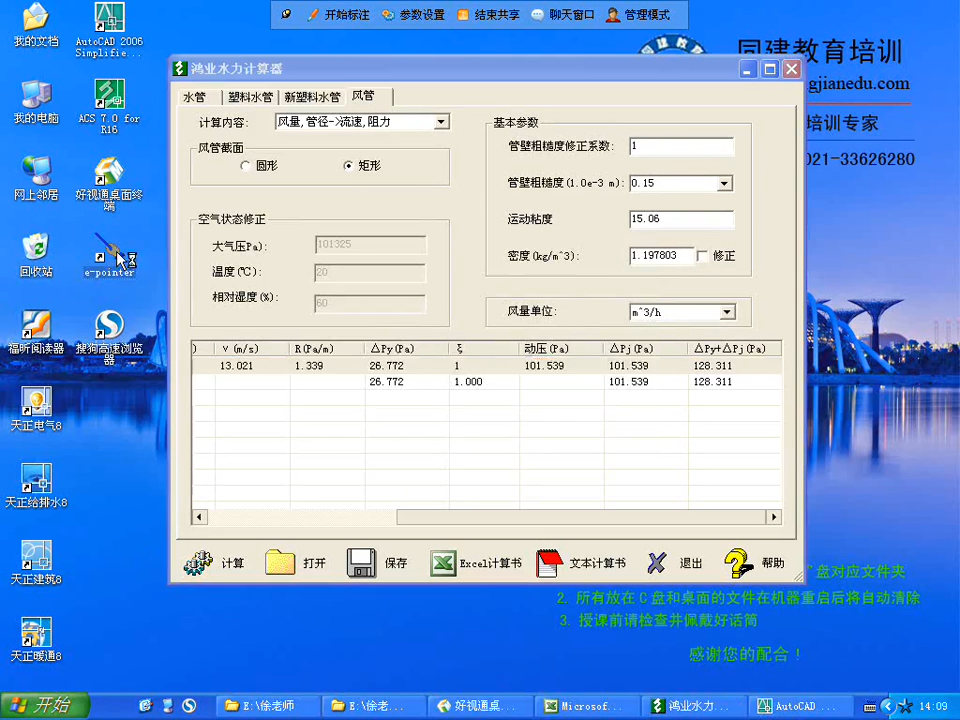 开始标注 参数设置 结束共享 聊天窗口 管理模式
我的文档
AutoCAD 2006
Simplifie...
我的电脑
ACS 7.0 for
R16
网上邻居
好视通桌面终
端
回收站
e-pointer
福昕阅读器
搜狗高速浏览
器
天正电气8
天正给排水8
天正建筑8
天正暖通8
同建教育培训
gjianedu.com
培训专家
021-33626280
鸿业水力计算器
水管 塑料水管 新塑料水管 风管
计算内容: 风量,管径->流速,阻力
风管截面
圆形 矩形
空气状态修正
大气压Pa): 101325
温度(℃): 20
相对湿度(%): 60
基本参数
管壁粗糙度修正系数: 1
管壁粗糙度(1.0e-3 m): 0.15
运动粘度 15.06
密度(kg/m^3): 1.197803 修正
风量单位: m^3/h
) v (m/s) R(Pa/m) △Py(Pa) ξ 动压(Pa) △Pj(Pa) △Py+△Pj(Pa)
13.021 1.339 26.772 1 101.539 101.539 128.311
26.772 1.000 101.539 128.311
计算 打开 保存 Excel计算书 文本计算书 退出 帮助
盘对应文件夹
2. 所有放在 C 盘和桌面的文件在机器重启后将自动清除
3. 授课前请检查并佩戴好话筒
感谢您的配合！
开始 E:\徐老师 E:\徐老... 好视通桌... Microsof... 鸿业水力... AutoCAD ... 14:09